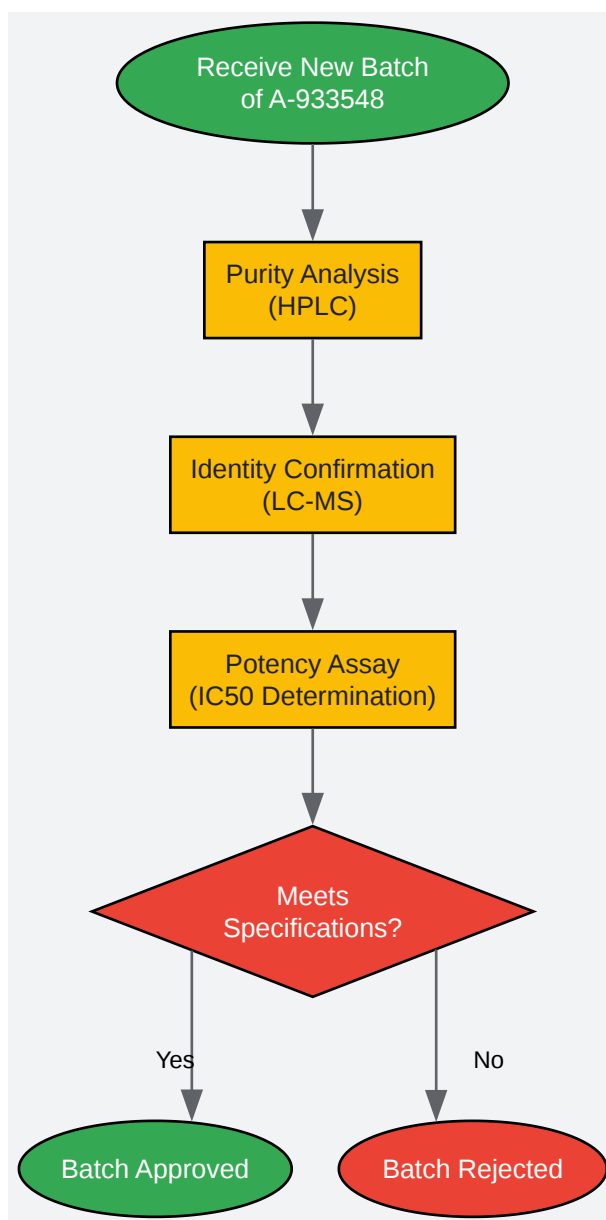 Receive New Batch
of A-933548
Purity Analysis
(HPLC)
Identity Confirmation
(LC-MS)
Potency Assay
(IC50 Determination)
Meets
Specifications?
Yes
No
Batch Approved
Batch Rejected